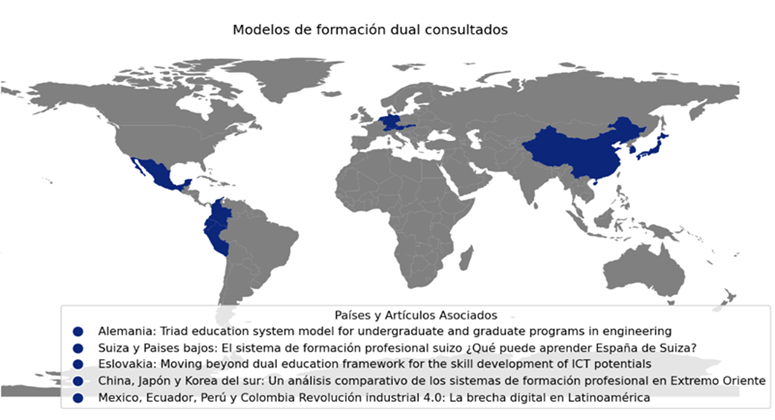 Modelos de formación dual consultados
Países y Artículos Asociados
Alemania: Triad education system model for undergraduate and graduate programs in engineering
Suiza y Paises bajos: El sistema de formación profesional suizo ¿Qué puede aprender España de Suiza?
Eslovakia: Moving beyond dual education framework for the skill development of ICT potentials
China, Japón y Korea del sur: Un análisis comparativo de los sistemas de formación profesional en Extremo Oriente
Mexico, Ecuador, Perú y Colombia Revolución industrial 4.0: La brecha digital en Latinoamérica